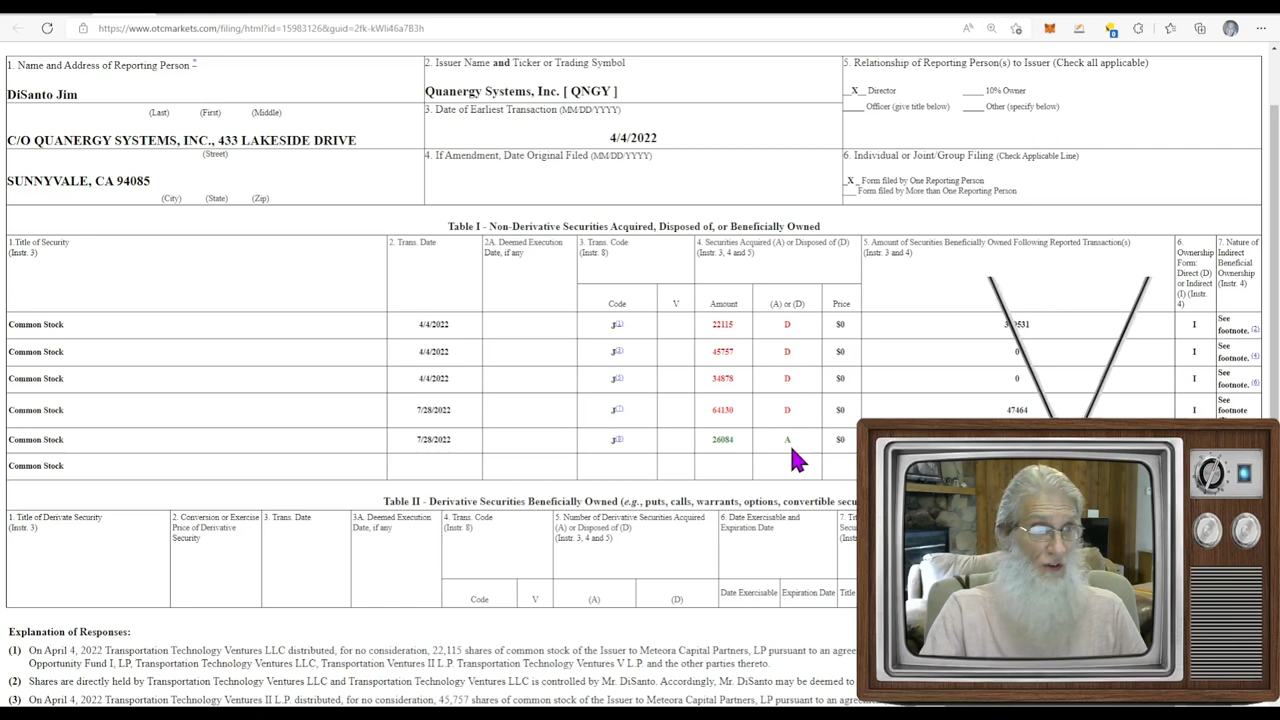 https://www.otcmarkets.com/filing/html?id=15983126&guid=2fk-kWli46a7B3h
1. Name and Address of Reporting Person *
DiSanto Jim
(Last) (First) (Middle)
C/O QUANERGY SYSTEMS, INC., 433 LAKESIDE DRIVE
(Street)
SUNNYVALE, CA 94085
(City) (State) (Zip)
2. Issuer Name and Ticker or Trading Symbol
Quanergy Systems, Inc. [ QNGY ]
3. Date of Earliest Transaction (MM/DD/YYYY)
4/4/2022
4. If Amendment, Date Original Filed (MM/DD/YYYY)
5. Relationship of Reporting Person(s) to Issuer (Check all applicable)
__X__ Director _____ 10% Owner
_____ Officer (give title below) _____ Other (specify below)
6. Individual or Joint/Group Filing (Check Applicable Line)
_X_ Form filed by One Reporting Person
___ Form filed by More than One Reporting Person
Table I - Non-Derivative Securities Acquired, Disposed of, or Beneficially Owned
1.Title of Security
(Instr. 3)
2. Trans. Date
2A. Deemed Execution
Date, if any
3. Trans. Code
(Instr. 8)
4. Securities Acquired (A) or Disposed of (D)
(Instr. 3, 4 and 5)
5. Amount of Securities Beneficially Owned Following Reported Transaction(s)
(Instr. 3 and 4)
6.
Ownership
Form:
Direct (D)
or Indirect
(I) (Instr.
4)
7. Nature of
Indirect
Beneficial
Ownership
(Instr. 4)
Code V Amount (A) or (D) Price
Common Stock 4/4/2022 J(1) 22115 D $0 I See
footnote. (2)
Common Stock 4/4/2022 J(3) 45757 D $0 0 I See
footnote. (4)
Common Stock 4/4/2022 J(5) 34878 D $0 0 I See
footnote. (6)
Common Stock 7/28/2022 J(7) 64130 D $0 47464 I See
footnote
Common Stock 7/28/2022 J(8) 26084 A $0
Common Stock
Table II - Derivative Securities Beneficially Owned (e.g., puts, calls, warrants, options, convertible
1. Title of Derivate Security
(Instr. 3)
2. Conversion or Exercise
Price of Derivative
Security
3. Trans. Date
3A. Deemed Execution
Date, if any
4. Trans. Code
(Instr. 8)
5. Number of Derivative Securities Acquired
(A) or Disposed of (D)
(Instr. 3, 4 and 5)
6. Date Exercisable and
Expiration Date
Code V (A) (D) Date Exercisable Expiration Date Title
Explanation of Responses:
(1) On April 4, 2022 Transportation Technology Ventures LLC distributed, for no consideration, 22,115 shares of common stock of the Issuer to Meteora Capital Partners, LP pursuant to an
Opportunity Fund I, LP, Transportation Technology Ventures LLC, Transportation Ventures II L.P. Transportation Technology Ventures V L.P. and the other parties thereto.
(2) Shares are directly held by Transportation Technology Ventures LLC and Transportation Technology Ventures LLC is controlled by Mr. DiSanto. Accordingly, Mr. DiSanto may be deemed to
(3) On April 4, 2022 Transportation Technology Ventures II L.P. distributed, for no consideration, 45,757 shares of common stock of the Issuer to Meteora Capital Partners, LP pursuant to an